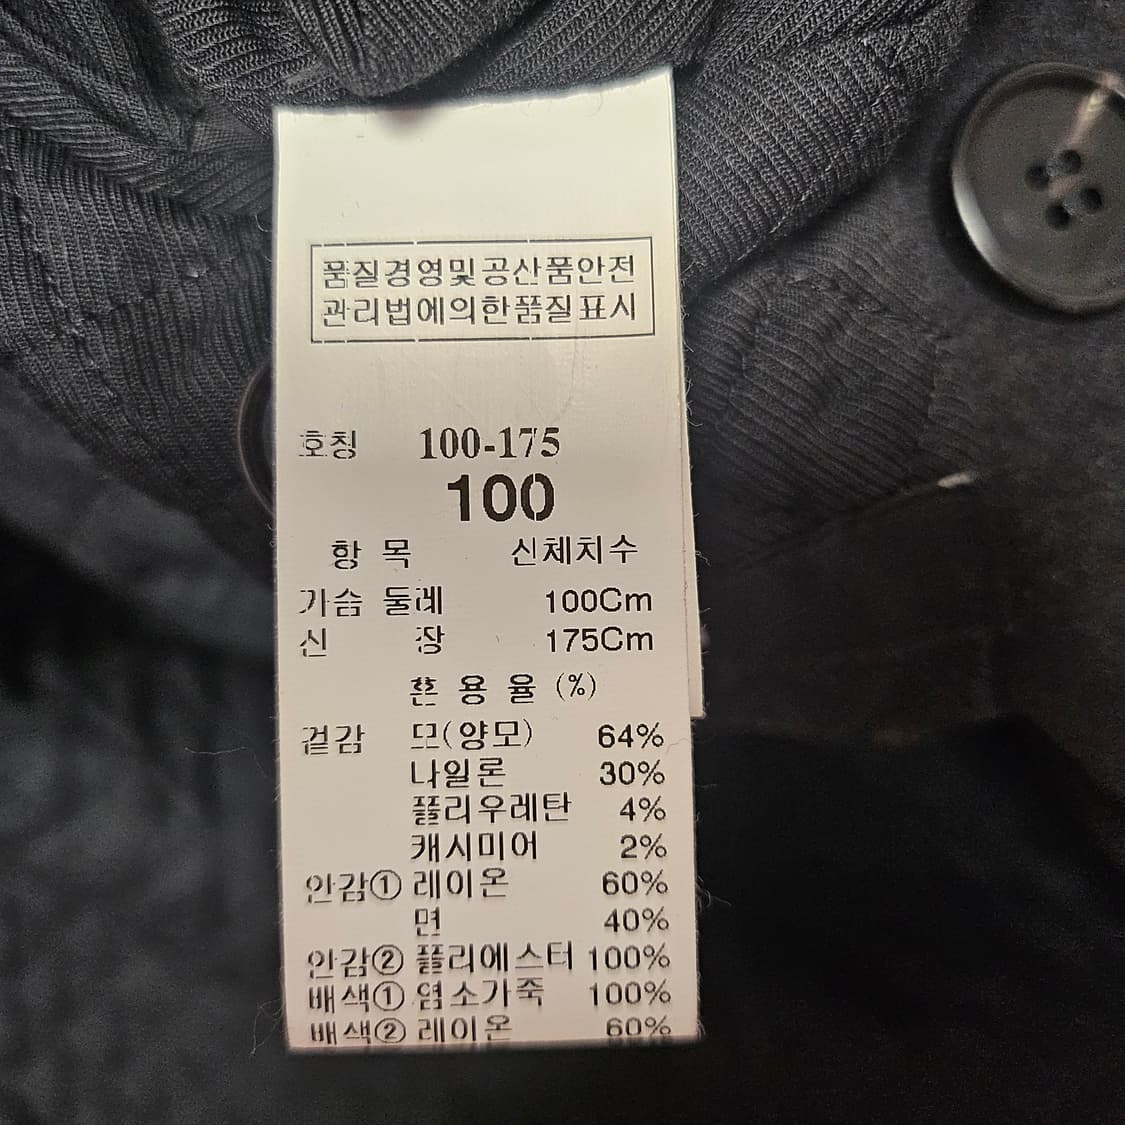 품질경영및공산품안전
관리법에의한품질표시
호칭 100-175
100
항 목 신체치수
가슴 둘레 100Cm
신 장 175Cm
혼 용 율 (%)
겉감 모(양모) 64%
나일론 30%
폴리우레탄 4%
캐시미어 2%
안감① 레이온 60%
면 40%
안감② 폴리에스터 100%
배색① 염소가죽 100%
배색② 레이온 60%